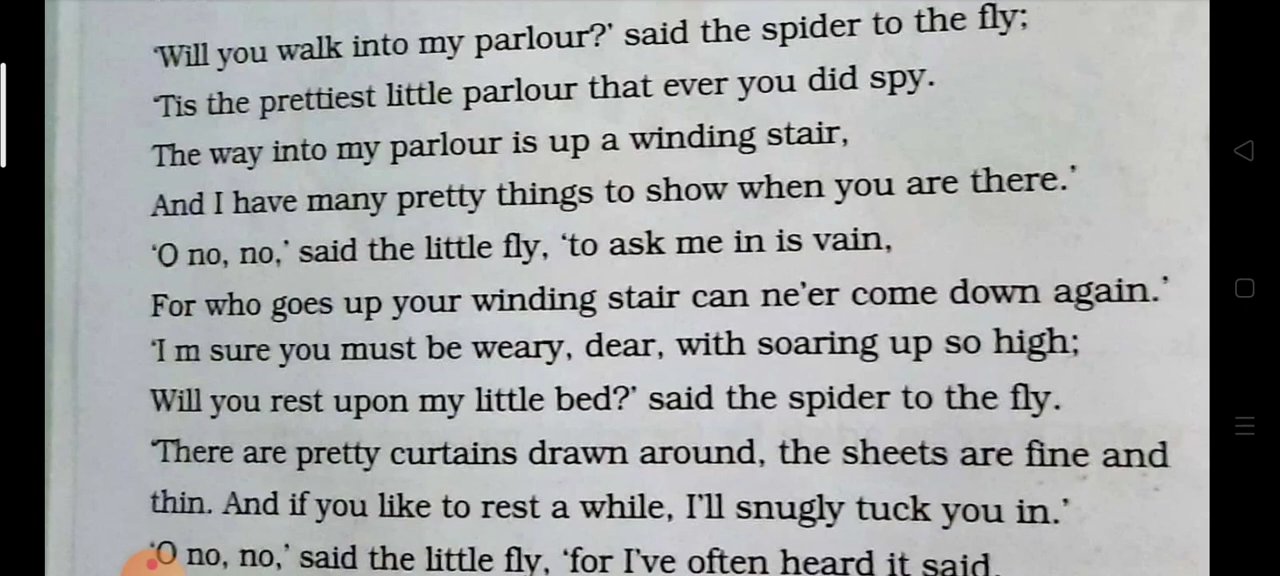 ‘Will you walk into my parlour?’ said the spider to the fly;
‘Tis the prettiest little parlour that ever you did spy.
The way into my parlour is up a winding stair,
And I have many pretty things to show when you are there.’
‘O no, no,’ said the little fly, ‘to ask me in is vain,
For who goes up your winding stair can ne’er come down again.’
‘I m sure you must be weary, dear, with soaring up so high;
Will you rest upon my little bed?’ said the spider to the fly.
‘There are pretty curtains drawn around, the sheets are fine and
thin. And if you like to rest a while, I’ll snugly tuck you in.’
‘O no, no,’ said the little fly, ‘for I’ve often heard it said,